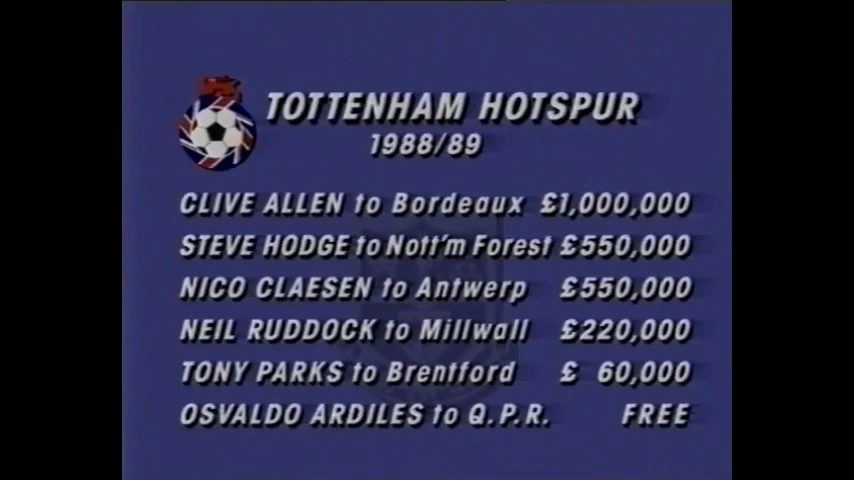 TOTTENHAM HOTSPUR
1988/89
CLIVE ALLEN to Bordeaux £1,000,000
STEVE HODGE to Nott'm Forest £550,000
NICO CLAESEN to Antwerp £550,000
NEIL RUDDOCK to Millwall £220,000
TONY PARKS to Brentford £ 60,000
OSVALDO ARDILES to Q.P.R. FREE